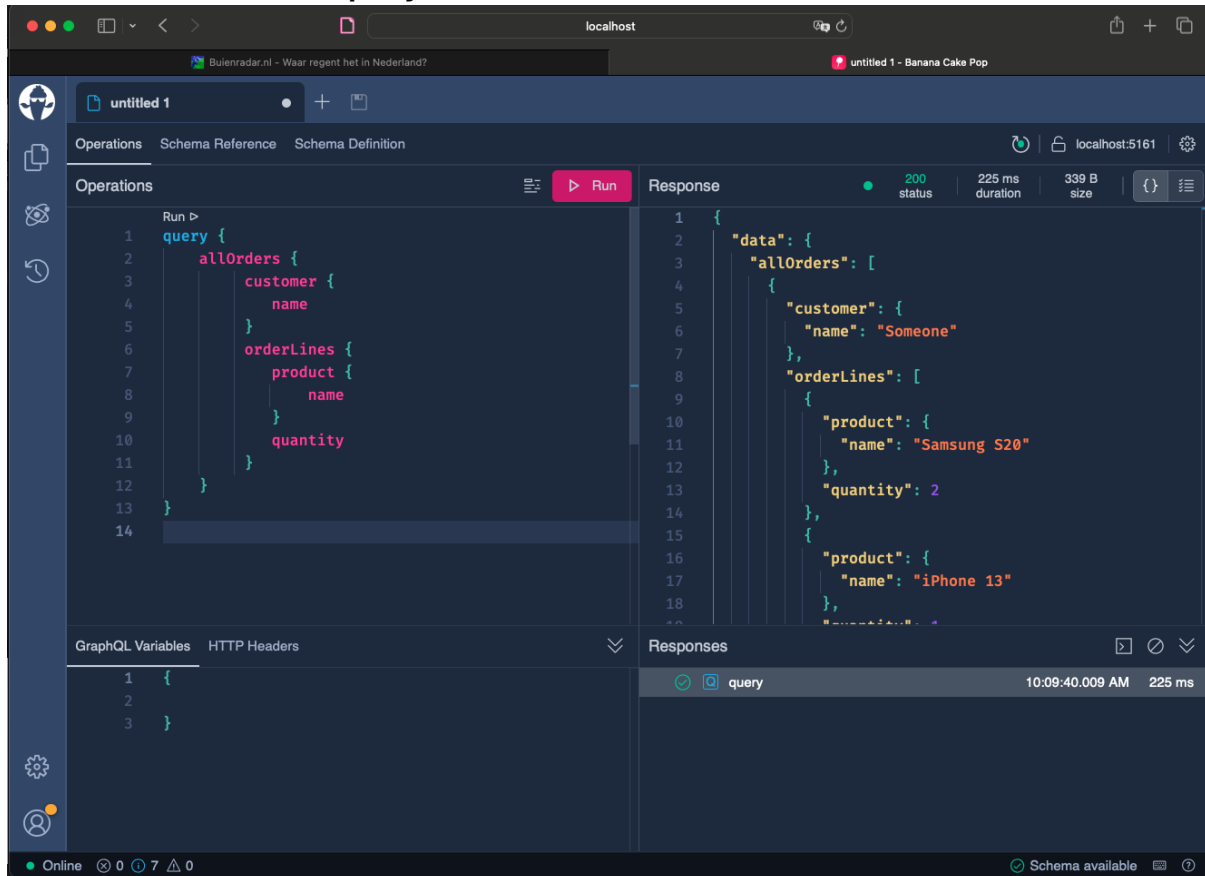 localhost
Buienradar.nl - Waar regent het in Nederland?
untitled 1 - Banana Cake Pop
untitled 1
Operations Schema Reference Schema Definition
localhost:5161
Operations
Run
Response
200 status
225 ms duration
339 B size
{}
Run
1 query {
2 allOrders {
3 customer {
4 name
5 }
6 orderLines {
7 product {
8 name
9 }
10 quantity
11 }
12 }
13 }
14
1 {
2 "data": {
3 "allOrders": [
4 {
5 "customer": {
6 "name": "Someone"
7 },
8 "orderLines": [
9 {
10 "product": {
11 "name": "Samsung S20"
12 },
13 "quantity": 2
14 },
15 {
16 "product": {
17 "name": "iPhone 13"
18 },
GraphQL Variables HTTP Headers
1 {
2
3 }
Responses
Q query 10:09:40.009 AM 225 ms
Online 0 7 0
Schema available